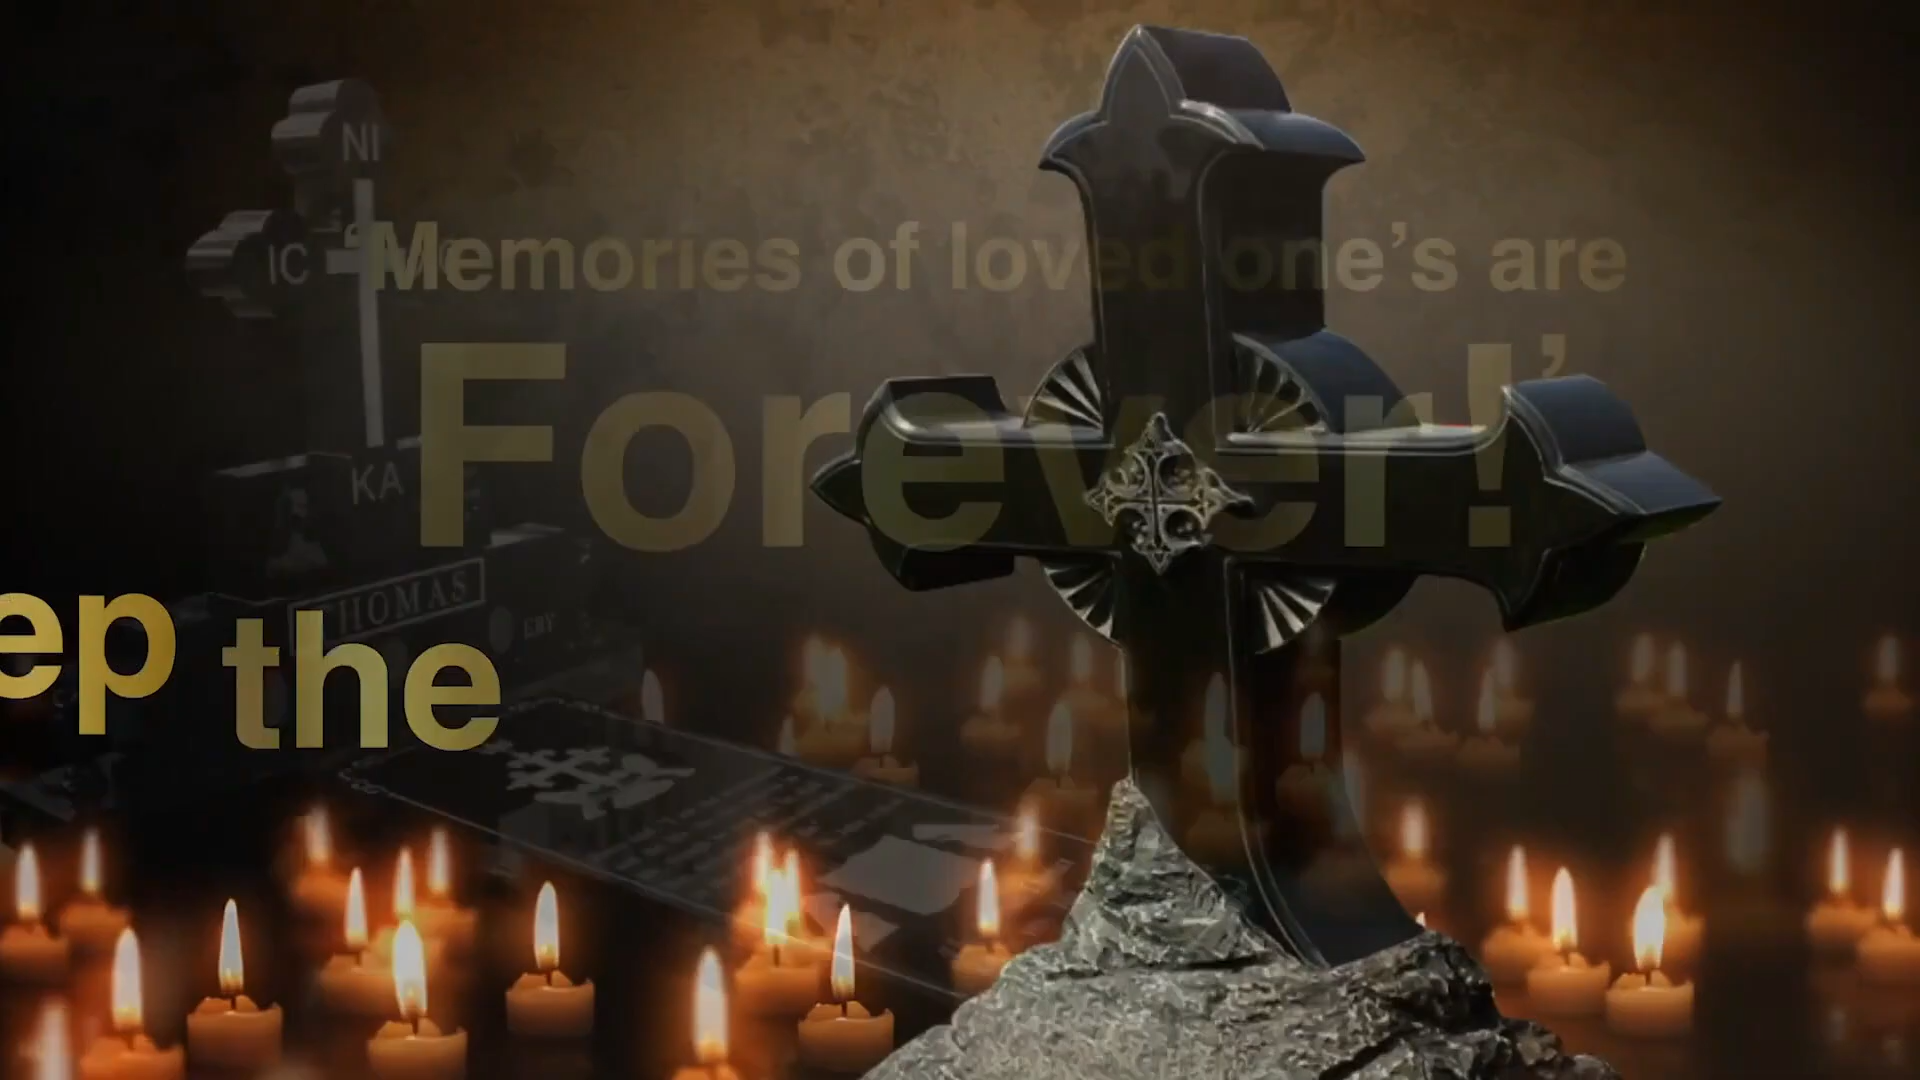 NI
IC
Memories of loved one’s are
Forever!’
KA
THOMAS
ep the